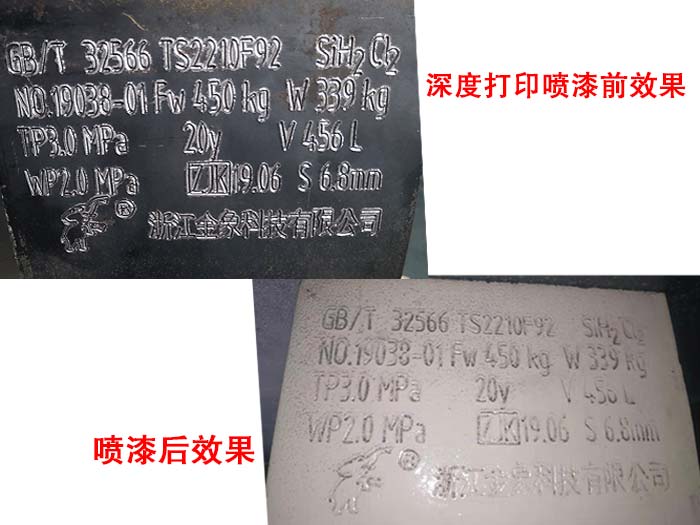 GB/T 32566 TS2210F92 SiH2Cl2
NO.19038-01 Fw 450 kg W 339 kg
TP3.0 MPa 20y V 456 L
WP2.0 MPa ZJK 19.06 S 6.8mm
®
浙江金象科技有限公司
深度打印喷漆前效果
GB/T 32566 TS2210F92 SiH2Cl2
NO.19038-01 Fw 450 kg W 339 kg
TP3.0 MPa 20y V 456 L
WP2.0 MPa ZJK 19.06 S 6.8mm
®
浙江金象科技有限公司
喷漆后效果